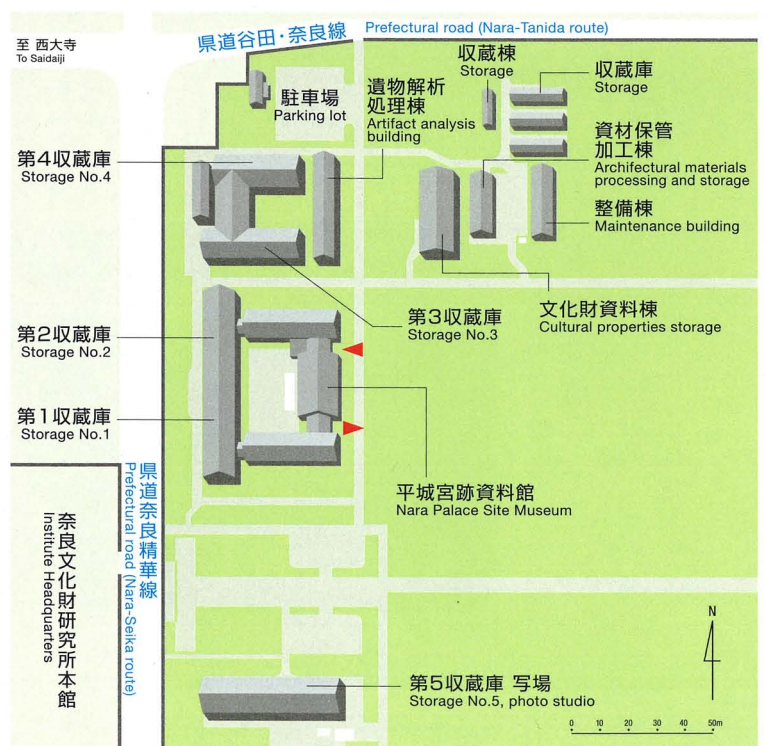 県道谷田・奈良線
Prefectural road (Nara-Tanida route)
至 西大寺
To Saidaiji
駐車場
Parking lot
遺物解析
処理棟
Artifact analysis
building
収蔵棟
Storage
収蔵庫
Storage
資材保管
加工棟
Archifectural materials
processing and storage
整備棟
Maintenance building
第4収蔵庫
Storage No.4
第3収蔵庫
Storage No.3
文化財資料棟
Cultural properties storage
第2収蔵庫
Storage No.2
第1収蔵庫
Storage No.1
平城宮跡資料館
Nara Palace Site Museum
県道奈良精華線
Prefectural road (Nara-Seika route)
奈良文化財研究所本館
Institute Headquarters
第5収蔵庫 写場
Storage No.5, photo studio
N
0 10 20 30 40 50m